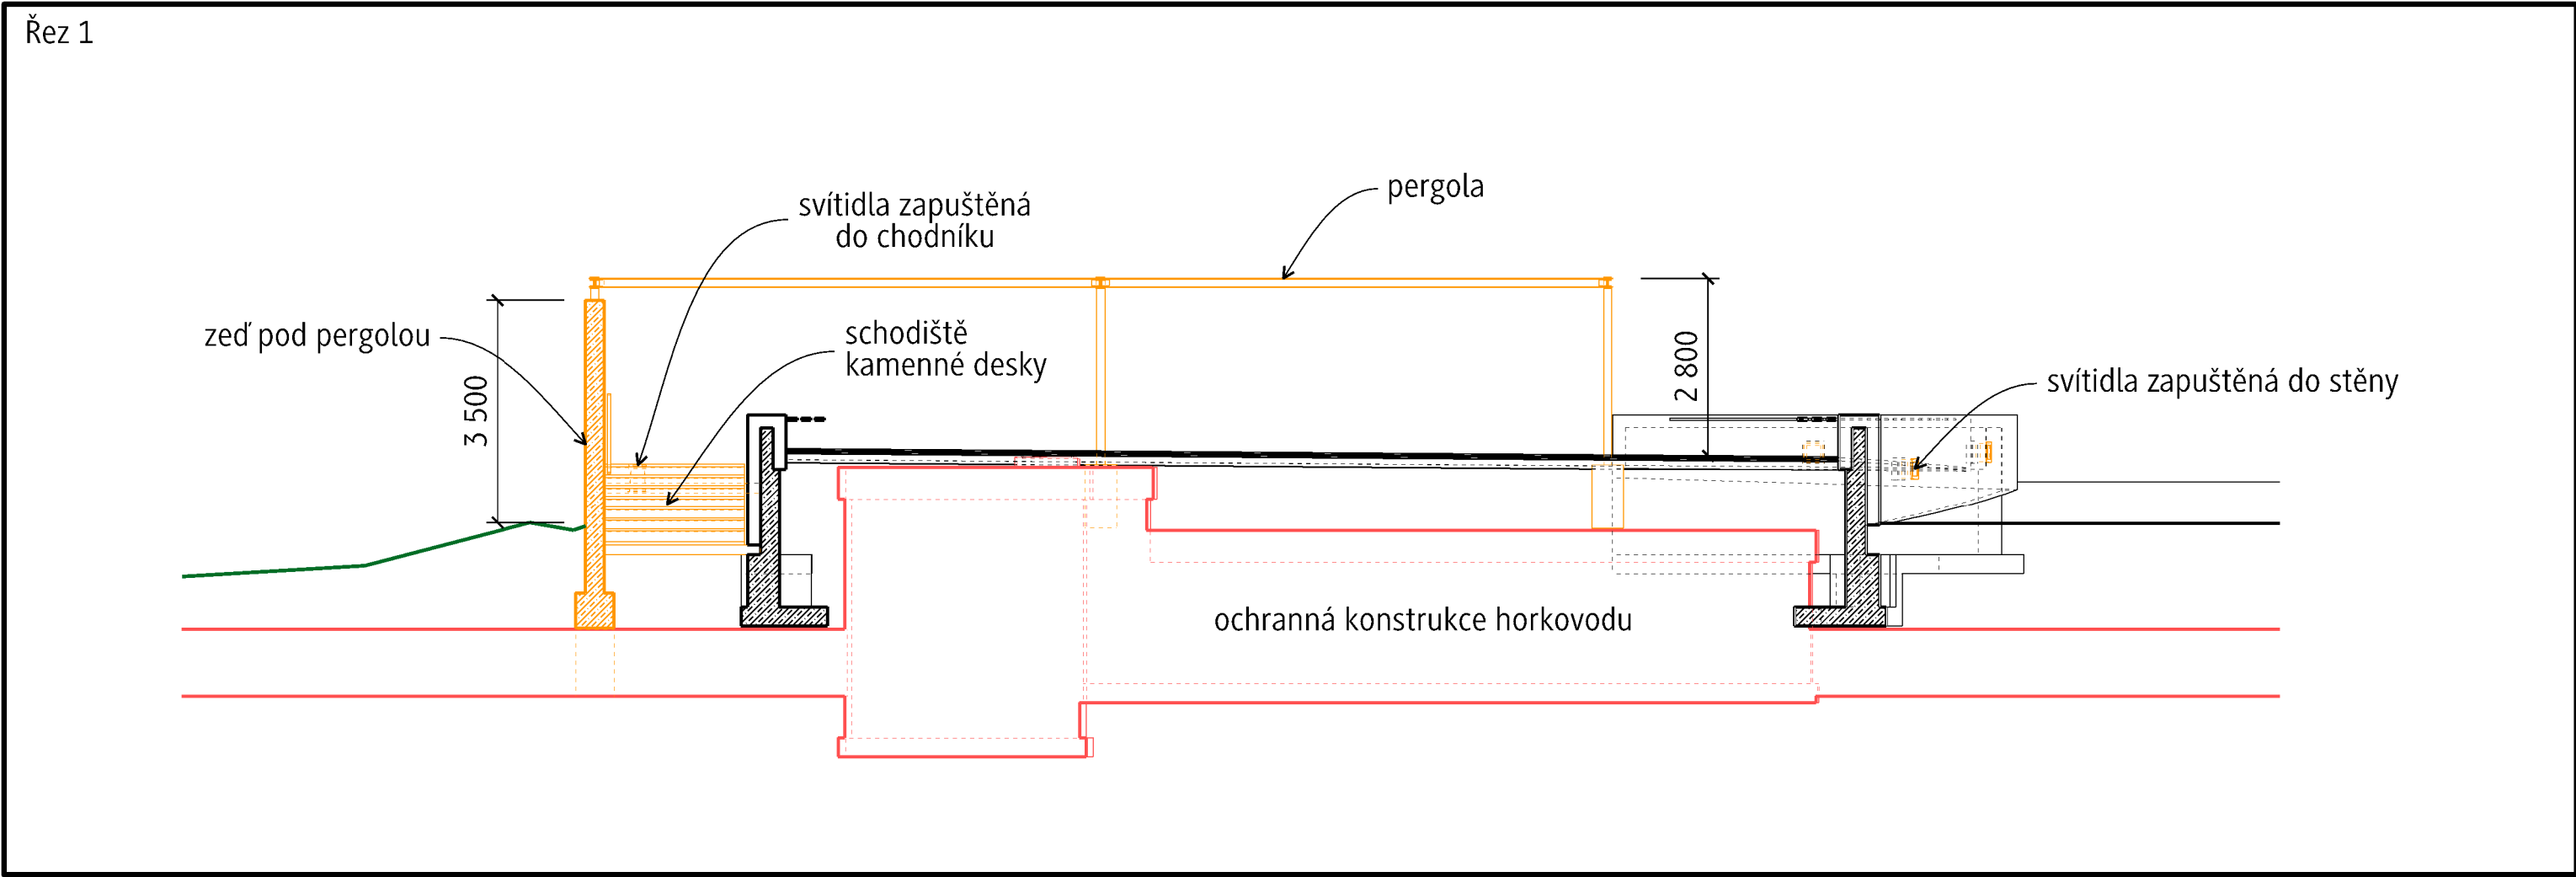 Řez 1
pergola
svítidla zapuštěná
do chodníku
zeď pod pergolou
schodiště
kamenné desky
3 500
2 800
svítidla zapuštěná do stěny
ochranná konstrukce horkovodu